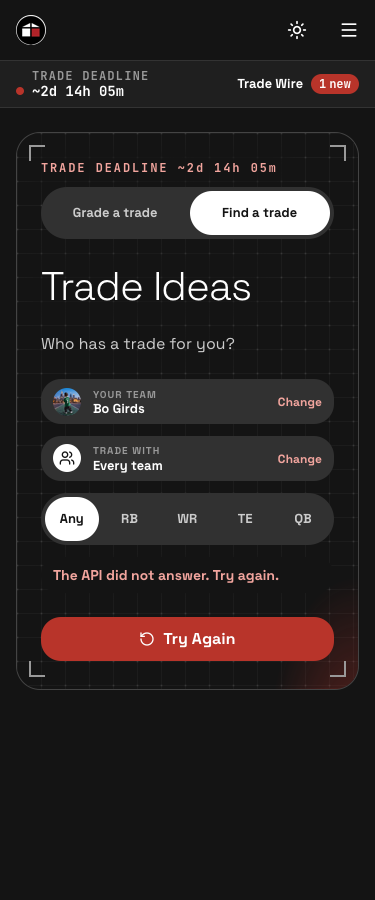 TRADE DEADLINE
~2d 14h 05m
Trade Wire
1 new
TRADE DEADLINE ~2d 14h 05m
Grade a trade
Find a trade
Trade Ideas
Who has a trade for you?
YOUR TEAM
Bo Girds
Change
TRADE WITH
Every team
Change
Any RB WR TE QB
The API did not answer. Try again.
Try Again